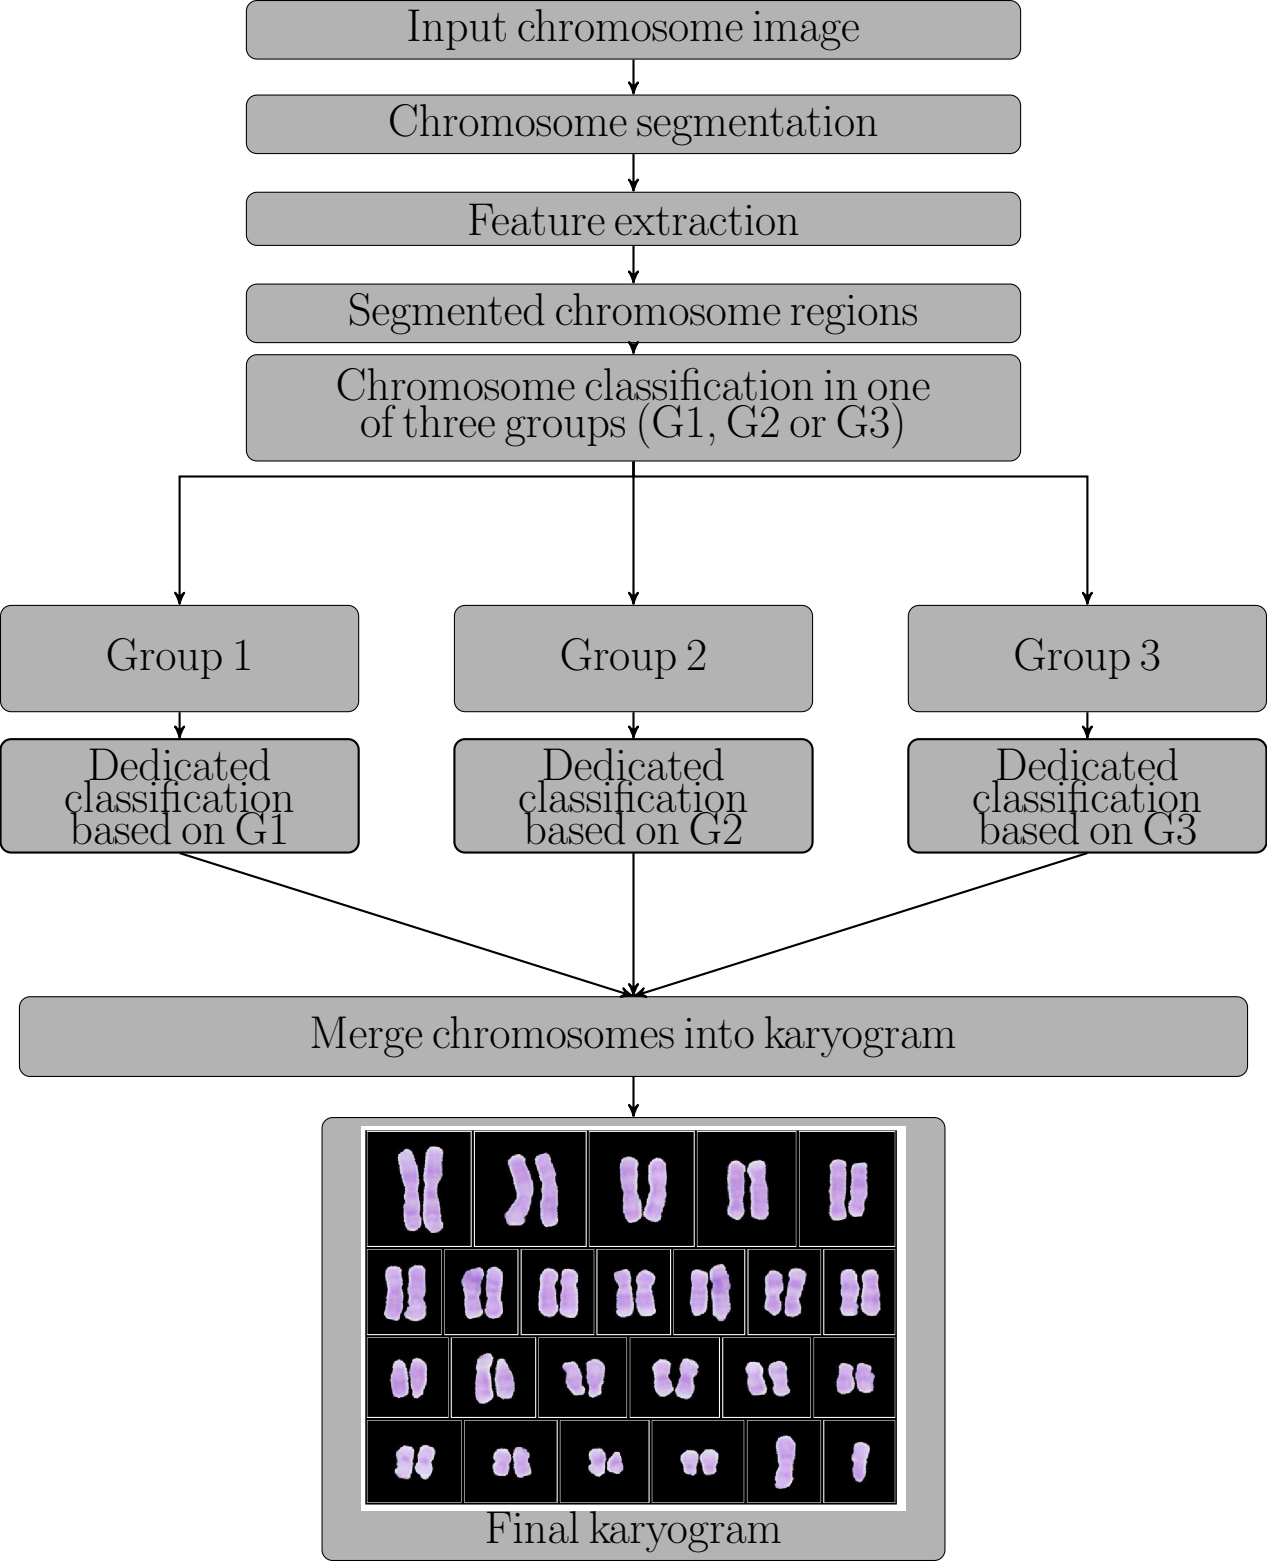 Input chromosome image
Chromosome segmentation
Feature extraction
Segmented chromosome regions
Chromosome classification in one
of three groups (G1, G2 or G3)
Group 1
Group 2
Group 3
Dedicated
classification
based on G1
Dedicated
classification
based on G2
Dedicated
classification
based on G3
Merge chromosomes into karyogram
Final karyogram